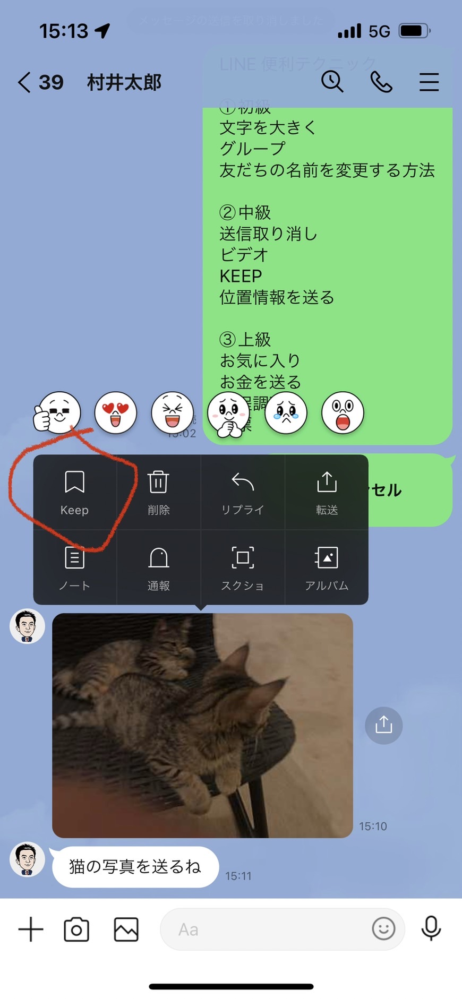 メッセージの送信を取り消しました
15:13
5G
39 村井太郎
LINE 便利テクニック
①初級
文字を大きく
グループ
友だちの名前を変更する方法
②中級
送信取り消し
ビデオ
KEEP
位置情報を送る
③上級
お気に入り
お金を送る
15:02
Keep 削除 リプライ 転送
セル
ノート 通報 スクショ アルバム
15:10
猫の写真を送るね
15:11
Aa